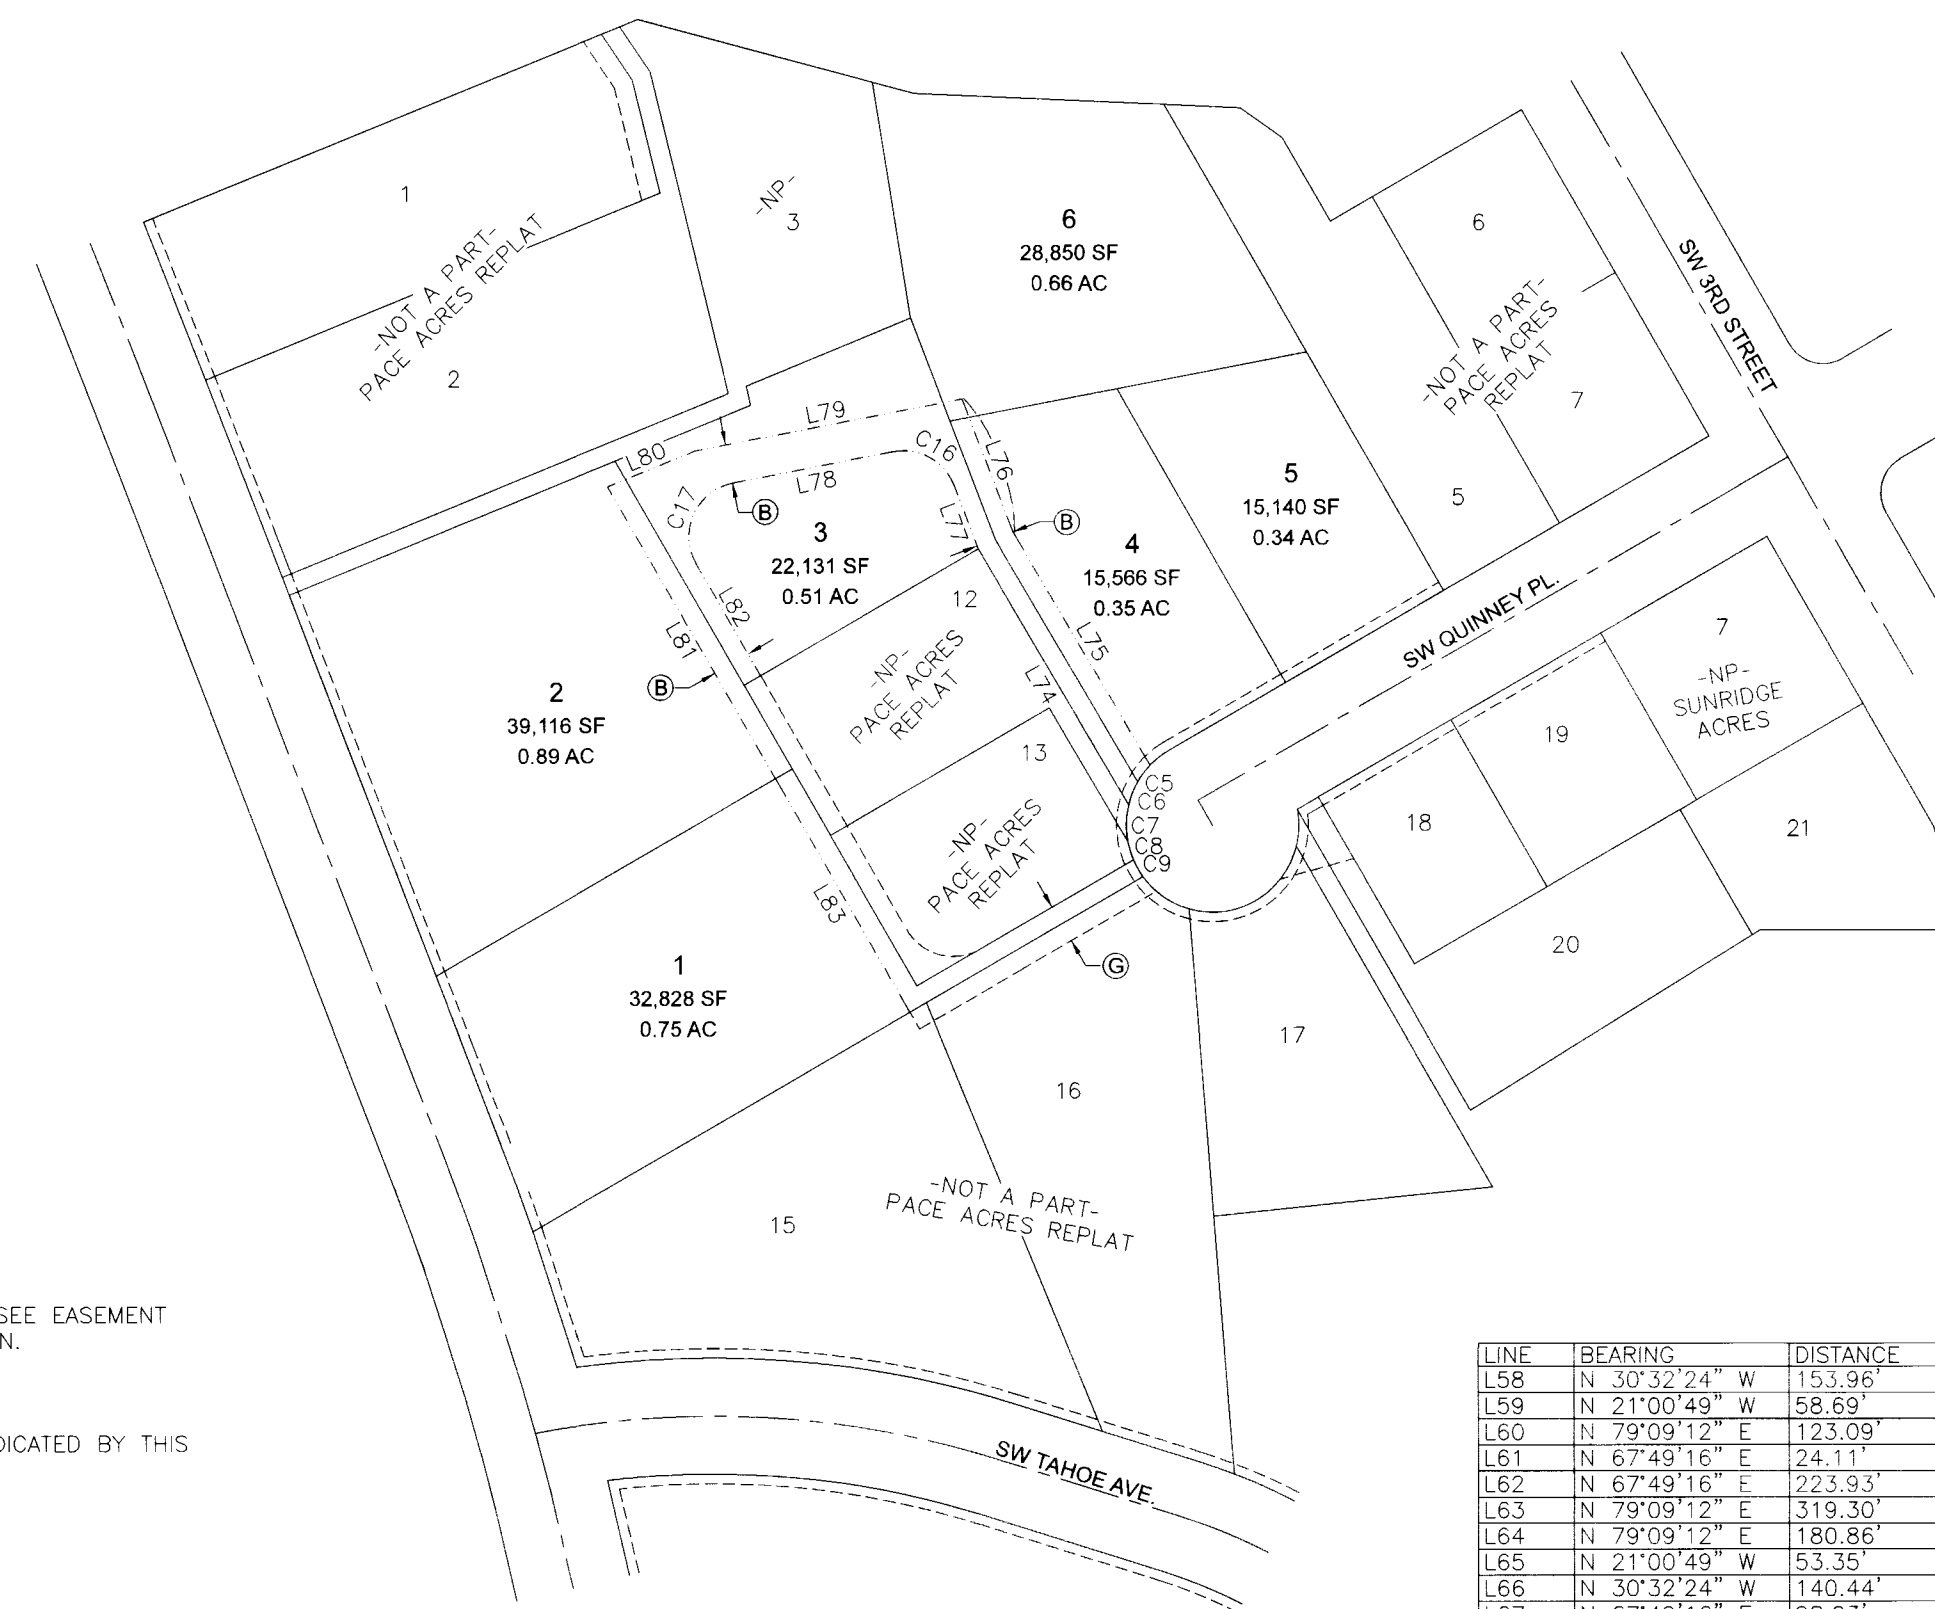 1
-NOT A PART-
PACE ACRES REPLAT
2
-NP-
3
6
28,850 SF
0.66 AC
6
-NOT A PART-
PACE ACRES
REPLAT
7
5
SW 3RD STREET
L79
L80
L78
C16
C17
L76
L77
B
B
3
22,131 SF
0.51 AC
4
15,566 SF
0.35 AC
5
15,140 SF
0.34 AC
SW QUINNEY PL.
L82
L81
B
12
-NP-
PACE ACRES
REPLAT
L75
L74
2
39,116 SF
0.89 AC
13
-NP-
PACE ACRES
REPLAT
C5
C6
C7
C8
C9
7
-NP-
SUNRIDGE
ACRES
19
18
21
20
L83
1
32,828 SF
0.75 AC
G
17
16
15
-NOT A PART-
PACE ACRES REPLAT
SW TAHOE AVE.
SEE EASEMENT
N.
DICATED BY THIS
LINE BEARING DISTANCE
L58 N 30°32'24" W 153.96'
L59 N 21°00'49" W 58.69'
L60 N 79°09'12" E 123.09'
L61 N 67°49'16" E 24.11'
L62 N 67°49'16" E 223.93'
L63 N 79°09'12" E 319.30'
L64 N 79°09'12" E 180.86'
L65 N 21°00'49" W 53.35'
L66 N 30°32'24" W 140.44'